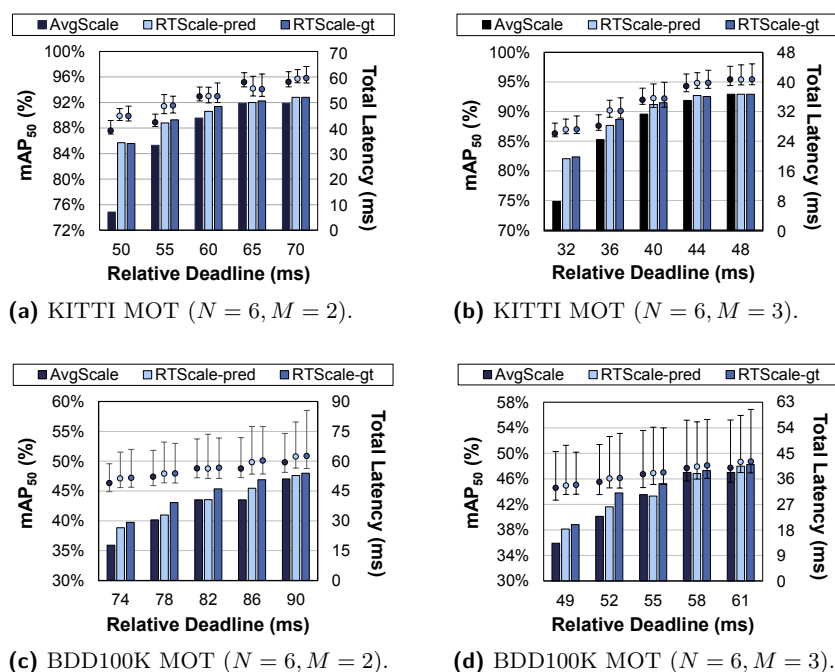 AvgScale RTScale-pred RTScale-gt
100% 96% 92% 88% 84% 80% 76% 72%
mAP50 (%)
70 60 50 40 30 20 10 0
Total Latency (ms)
50 55 60 65 70
Relative Deadline (ms)
(a) KITTI MOT (N = 6, M = 2).
AvgScale RTScale-pred RTScale-gt
100% 95% 90% 85% 80% 75% 70%
mAP50 (%)
48 40 32 24 16 8 0
Total Latency (ms)
32 36 40 44 48
Relative Deadline (ms)
(b) KITTI MOT (N = 6, M = 3).
AvgScale RTScale-pred RTScale-gt
60% 55% 50% 45% 40% 35% 30%
mAP50 (%)
90 75 60 45 30 15 0
Total Latency (ms)
74 78 82 86 90
Relative Deadline (ms)
(c) BDD100K MOT (N = 6, M = 2).
AvgScale RTScale-pred RTScale-gt
58% 54% 50% 46% 42% 38% 34% 30%
mAP50 (%)
63 54 45 36 27 18 9 0
Total Latency (ms)
49 52 55 58 61
Relative Deadline (ms)
(d) BDD100K MOT (N = 6, M = 3).